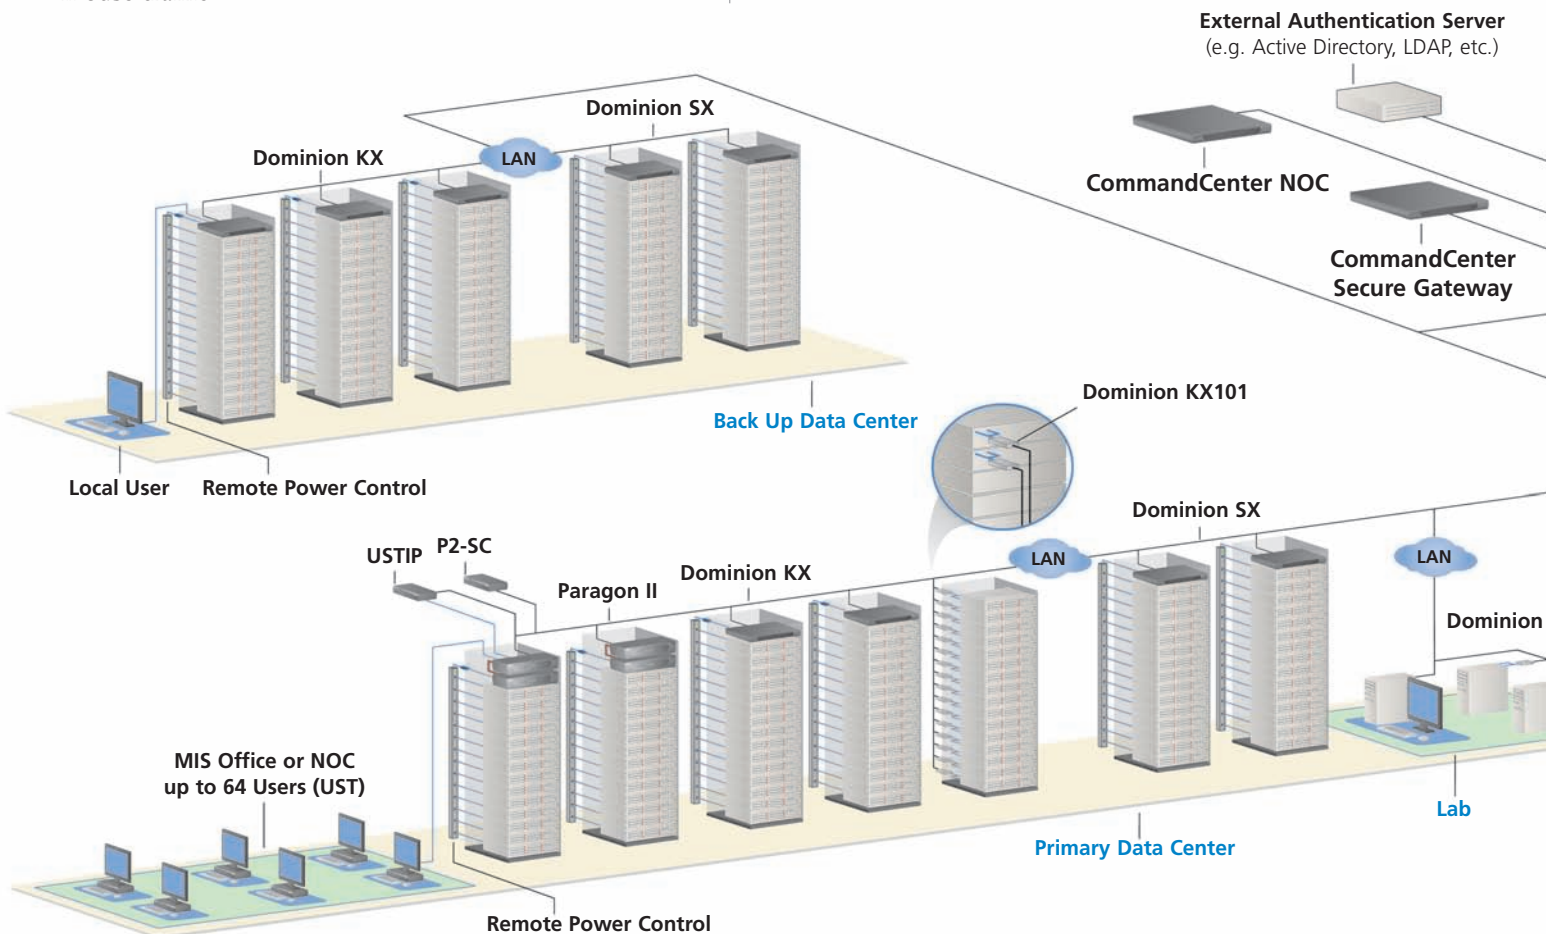 External Authentication Server
(e.g. Active Directory, LDAP, etc.)
Dominion SX
Dominion KX
LAN
CommandCenter NOC
CommandCenter
Secure Gateway
Dominion KX101
Back Up Data Center
Local User
Remote Power Control
Dominion SX
USTIP
P2-SC
LAN
LAN
Paragon II
Dominion KX
Dominion
MIS Office or NOC
up to 64 Users (UST)
Lab
Primary Data Center
Remote Power Control